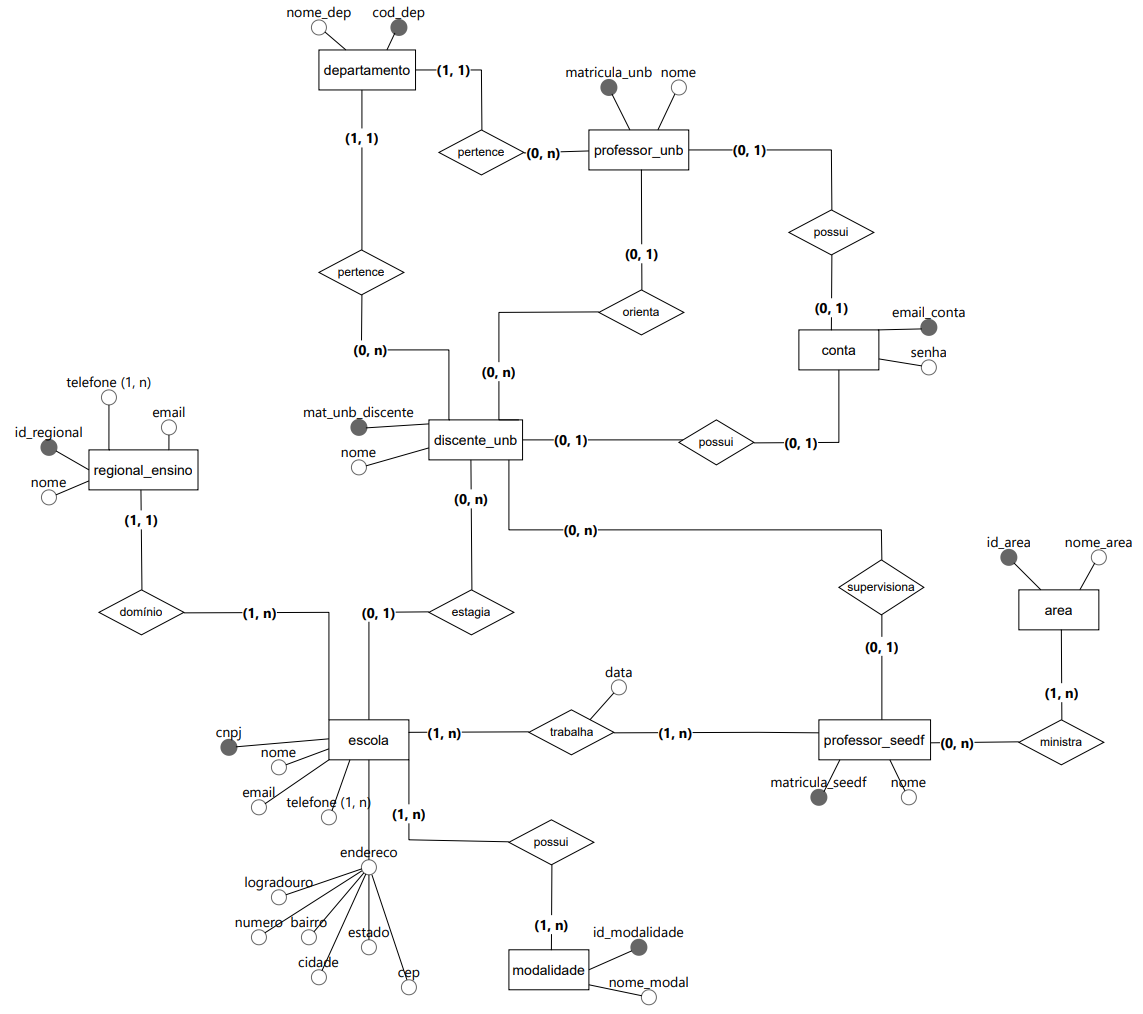 nome_dep
cod_dep
departamento
(1, 1)
matricula_unb
nome
(1, 1)
pertence
(0, n)
professor_unb
(0, 1)
possui
(0, 1)
pertence
orienta
(0, 1)
email_conta
conta
senha
(0, n)
(0, n)
telefone (1, n)
email
id_regional
nome
regional_ensino
mat_unb_discente
nome
discente_unb
(0, 1)
possui
(0, 1)
(1, 1)
(0, n)
(0, n)
id_area
nome_area
area
supervisiona
domínio
(1, n)
(0, 1)
estagia
(0, 1)
data
(1, n)
cnpj
nome
escola
(1, n)
trabalha
(1, n)
professor_seedf
(0, n)
ministra
email
telefone (1, n)
matricula_seedf
nome
(1, n)
possui
endereco
logradouro
numero
bairro
estado
cidade
cep
(1, n)
id_modalidade
modalidade
nome_modal